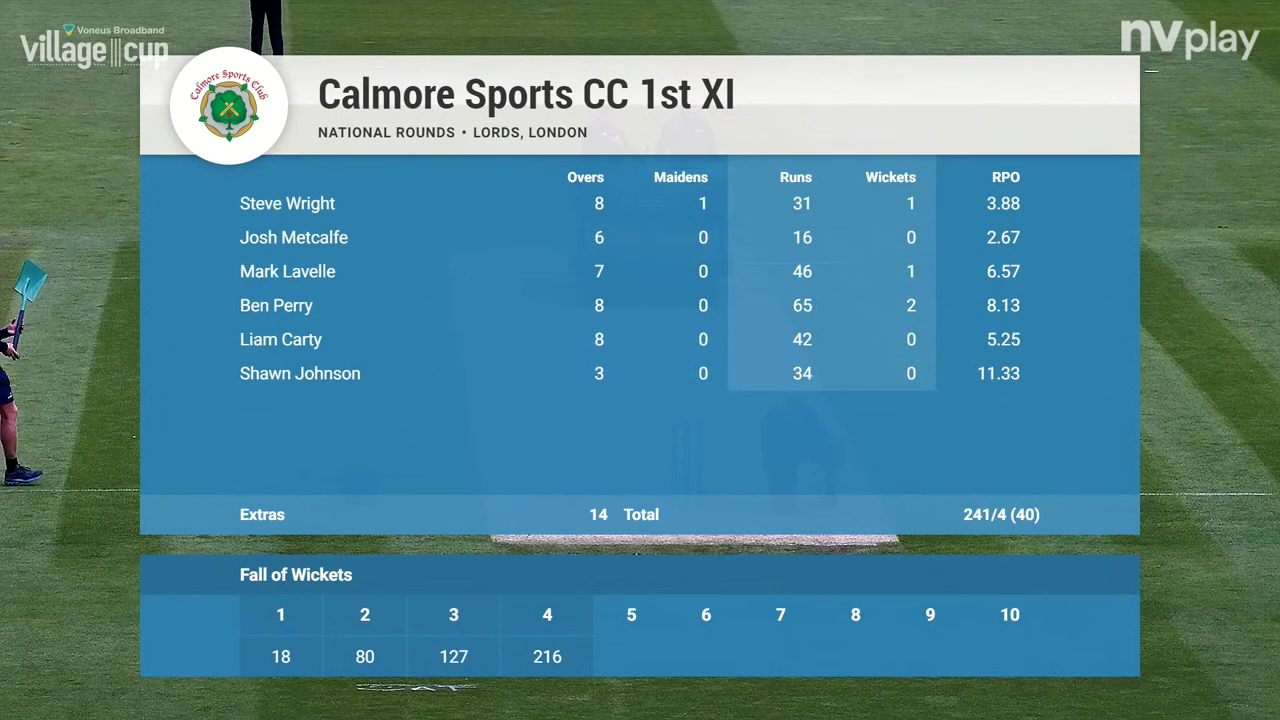 Voneus Broadband
village cup
nvplay
Calmore Sports Club
Calmore Sports CC 1st XI
NATIONAL ROUNDS • LORDS, LONDON
Overs Maidens Runs Wickets RPO
Steve Wright 8 1 31 1 3.88
Josh Metcalfe 6 0 16 0 2.67
Mark Lavelle 7 0 46 1 6.57
Ben Perry 8 0 65 2 8.13
Liam Carty 8 0 42 0 5.25
Shawn Johnson 3 0 34 0 11.33
Extras 14 Total 241/4 (40)
Fall of Wickets
1 2 3 4 5 6 7 8 9 10
18 80 127 216